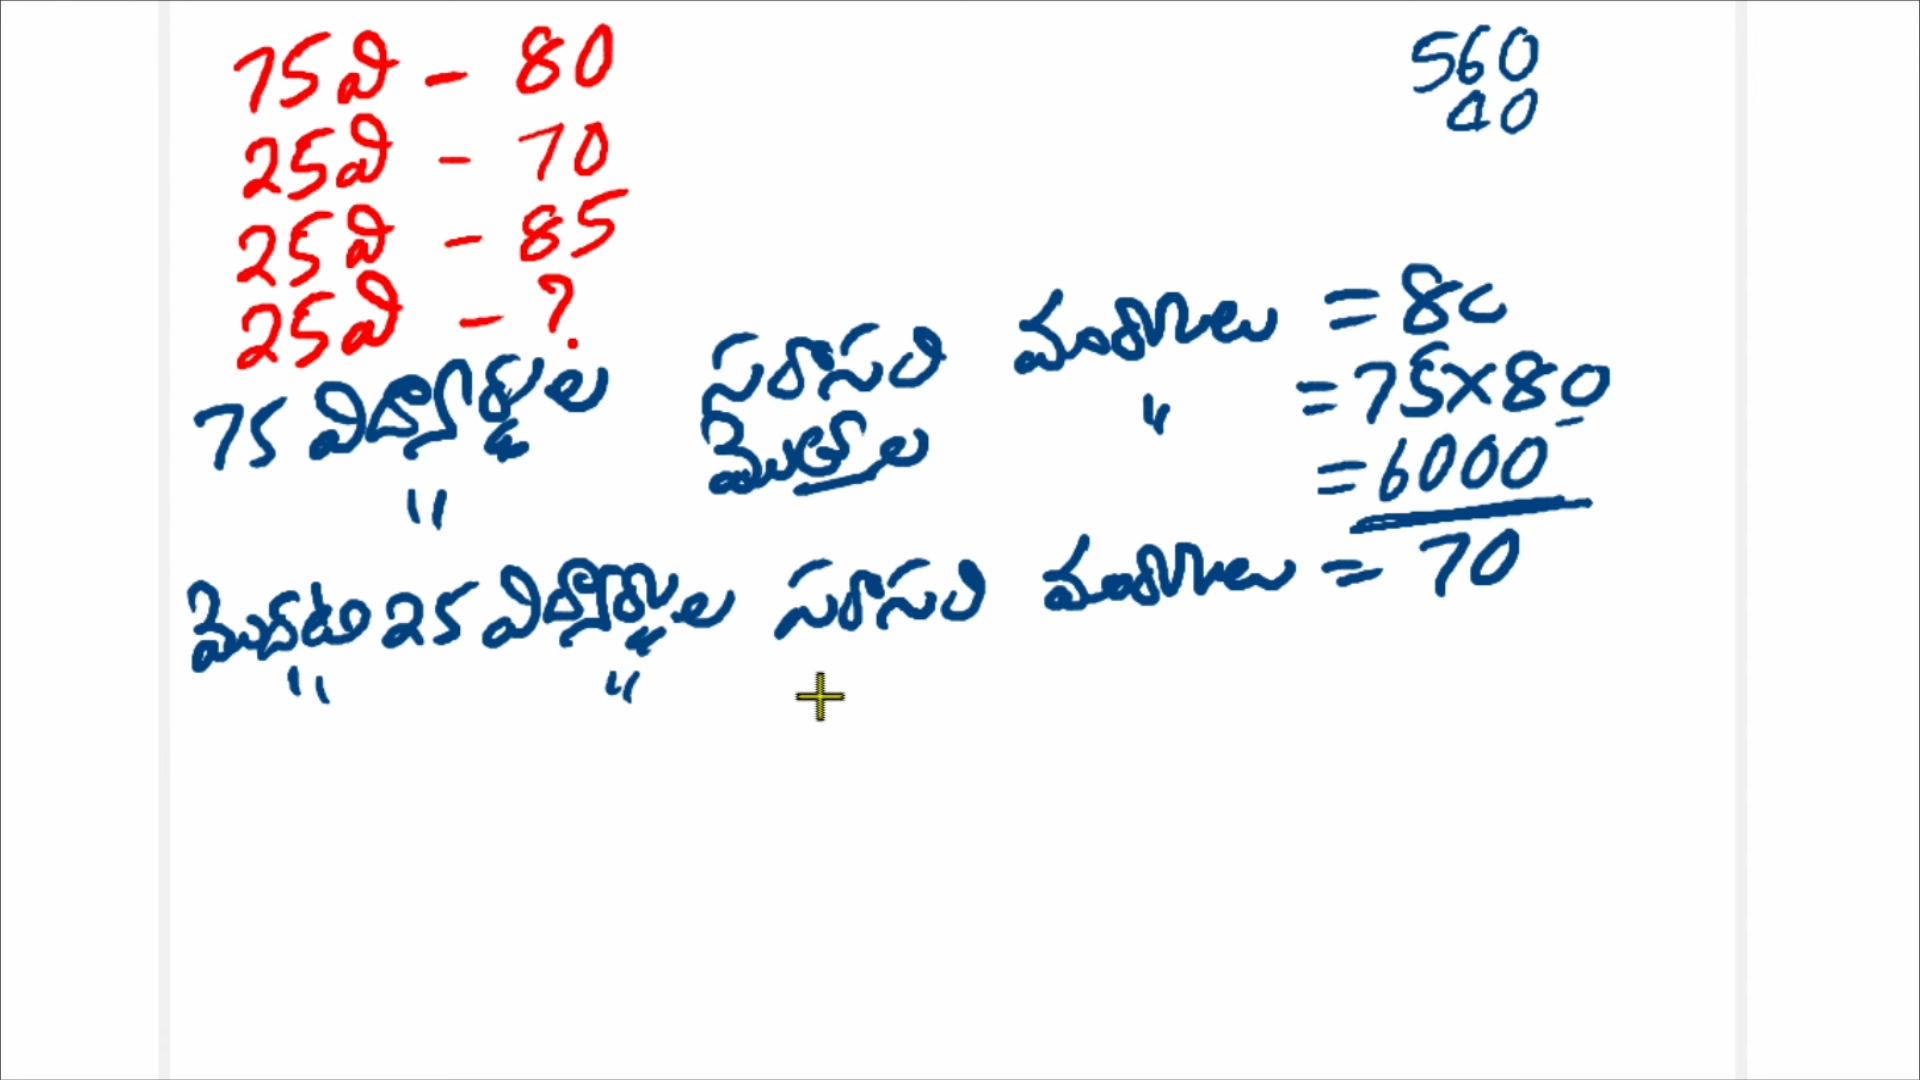 75వి - 80
560
25వి - 70
40
25వి - 85
25వి - ?
75 విద్యార్థుల సరాసరి మార్కులు = 80
" మొత్తాల " = 75×80
= 6000
మొదటి 25 విద్యార్థుల సరాసరి మార్కులు = 70
" "